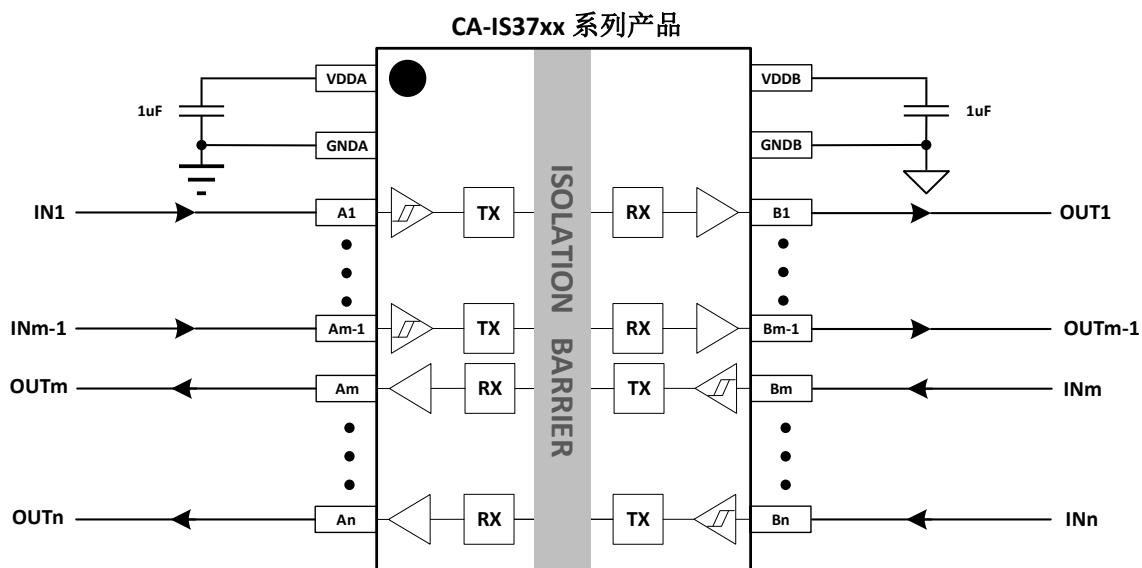 CA-IS37xx 系列产品
VDDA
VDDB
1uF
1uF
GNDA
GNDB
ISOLATION BARRIER
IN1
A1
TX
RX
B1
OUT1
INm-1
Am-1
TX
RX
Bm-1
OUTm-1
OUTm
Am
RX
TX
Bm
INm
OUTn
An
RX
TX
Bn
INn